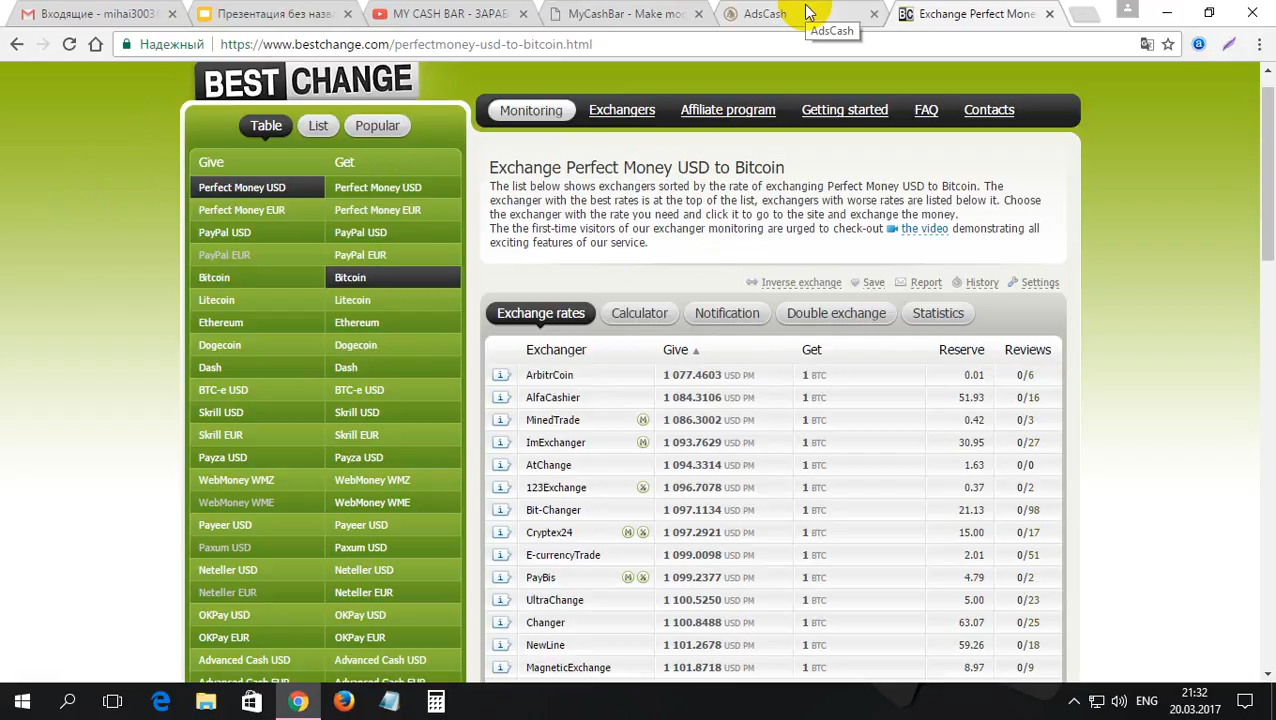 Входящие - mihai3003
Презентация безназв
MY CASH BAR - ЗАРАБ
MyCashBar - Make mo
AdsCash
Exchange Perfect Mone
AdsCash
Надежный
https://www.bestchange.com/perfectmoney-usd-to-bitcoin.html
BESTCHANGE
Monitoring
Exchangers
Affiliate program
Getting started
FAQ
Contacts
Table
List
Popular
Give Get
Perfect Money USD Perfect Money USD
Perfect Money EUR Perfect Money EUR
PayPal USD PayPal USD
PayPal EUR PayPal EUR
Bitcoin Bitcoin
Litecoin Litecoin
Ethereum Ethereum
Dogecoin Dogecoin
Dash Dash
BTC-e USD BTC-e USD
Skrill USD Skrill USD
Skrill EUR Skrill EUR
Payza USD Payza USD
WebMoney WMZ WebMoney WMZ
WebMoney WME WebMoney WME
Payeer USD Payeer USD
Paxum USD Paxum USD
Neteller USD Neteller USD
Neteller EUR Neteller EUR
OKPay USD OKPay USD
OKPay EUR OKPay EUR
Advanced Cash USD Advanced Cash USD
Advanced Cash EUR Advanced Cash EUR
Exchange Perfect Money USD to Bitcoin
The list below shows exchangers sorted by the rate of exchanging Perfect Money USD to Bitcoin. The
exchanger with the best rates is at the top of the list, exchangers with worse rates are listed below it. Choose
the exchanger with the rate you need and click it to go to the site and exchange the money.
The the first-time visitors of our exchanger monitoring are urged to check-out the video demonstrating all
exciting features of our service.
Inverse exchange
Save
Report
History
Settings
Exchange rates
Calculator
Notification
Double exchange
Statistics
Exchanger Give ▲ Get Reserve Reviews
ArbitrCoin 1 077.4603 USD PM 1 BTC 0.01 0/6
AlfaCashier 1 084.3106 USD PM 1 BTC 51.93 0/16
MinedTrade M 1 086.3002 USD PM 1 BTC 0.42 0/3
ImExchanger M 1 093.7629 USD PM 1 BTC 30.95 0/27
AtChange 1 094.3314 USD PM 1 BTC 1.63 0/0
123Exchange 1 096.7078 USD PM 1 BTC 0.37 0/2
Bit-Changer 1 097.1134 USD PM 1 BTC 21.13 0/98
Cryptex24 M 1 097.2921 USD PM 1 BTC 15.00 0/17
E-currencyTrade 1 099.0098 USD PM 1 BTC 2.01 0/51
PayBis M 1 099.2377 USD PM 1 BTC 4.79 0/2
UltraChange 1 100.5250 USD PM 1 BTC 5.00 0/23
Changer 1 100.8488 USD PM 1 BTC 63.07 0/25
NewLine 1 101.2678 USD PM 1 BTC 59.26 0/18
MagneticExchange 1 101.8718 USD PM 1 BTC 8.97 0/9
ENG
21:32
20.03.2017